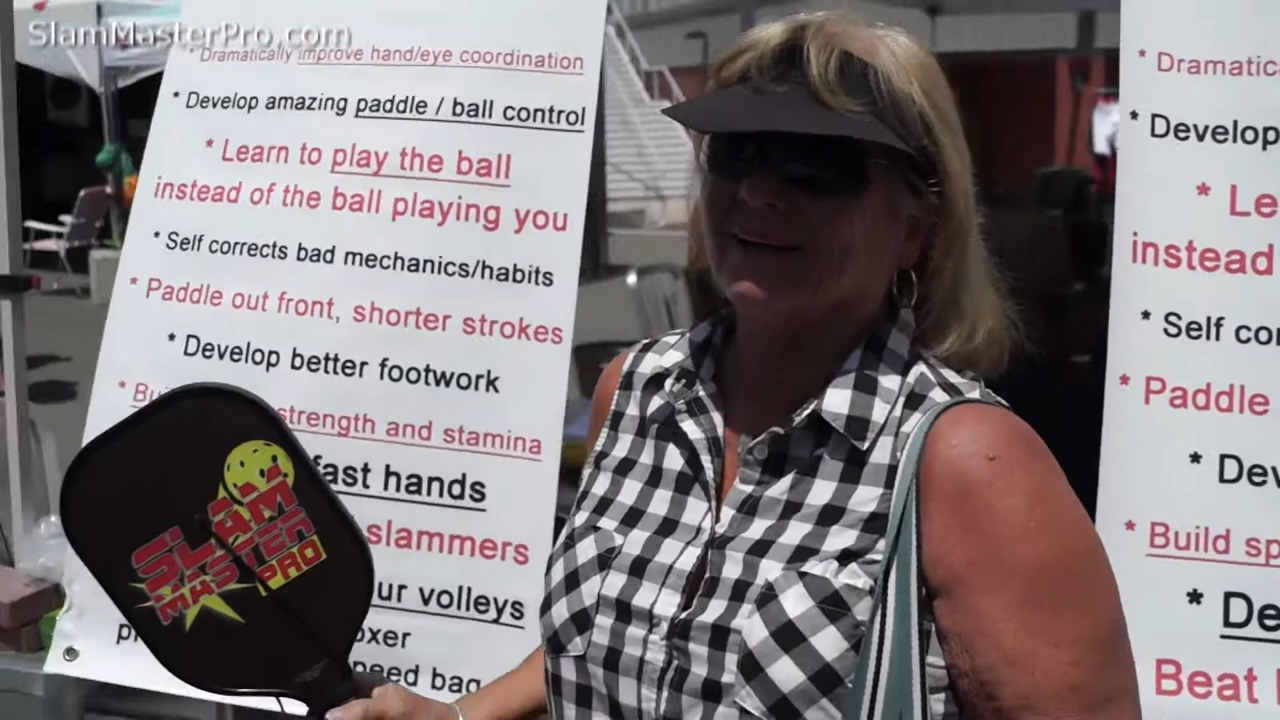 SlamMasterPro.com
* Dramatically improve hand/eye coordination
* Develop amazing paddle / ball control
* Learn to play the ball
instead of the ball playing you
* Self corrects bad mechanics/habits
* Paddle out front, shorter strokes
* Develop better footwork
* Bu strength and stamina
fast hands
slammers
ur volleys
oxer
peed bag
SLAM
MASTER
PRO
* Dramatic
* Develop
* Le
instead
* Self co
* Paddle
* Dev
* Build sp
* De
Beat